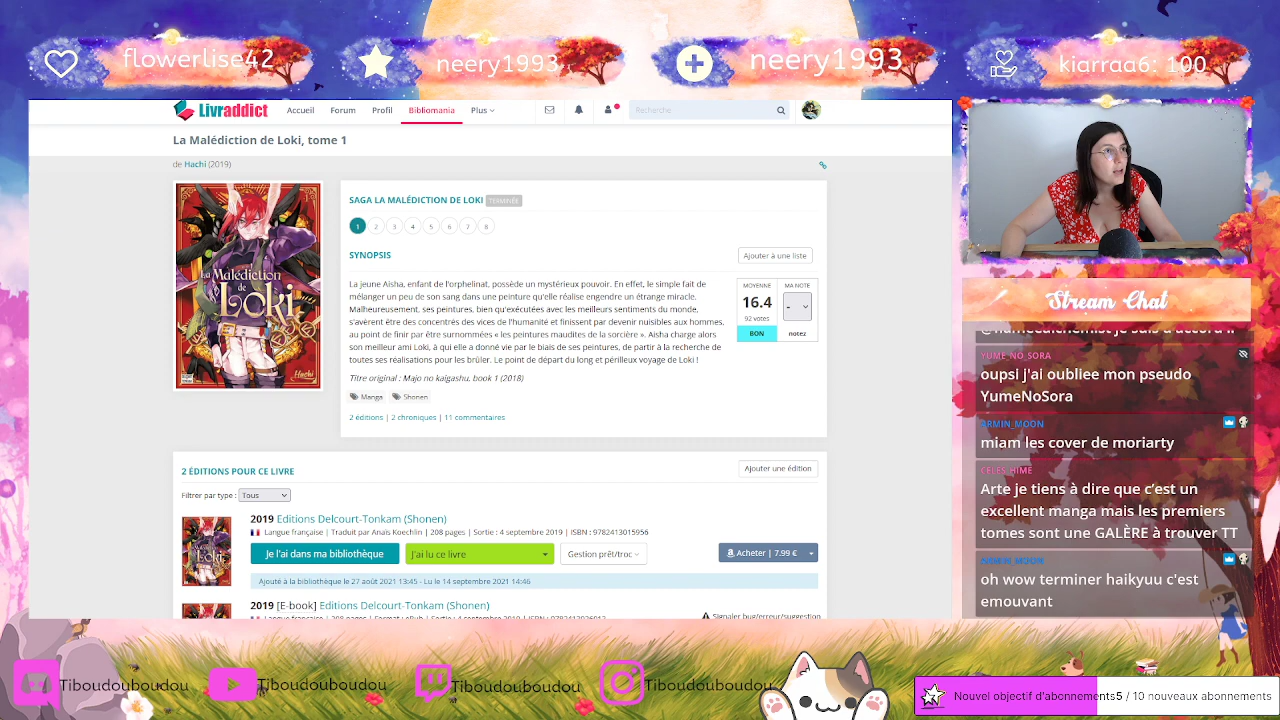 flowerlise42
neery1993
neery1993
kiarraa6: 100
Livraddict
Accueil Forum Profil Bibliomania Plus
Recherche
La Malédiction de Loki, tome 1
de Hachi (2019)
La Malédiction
de
Loki
Hachi
SAGA LA MALÉDICTION DE LOKI TERMINÉE
1 2 3 4 5 6 7 8
SYNOPSIS
Ajouter à une liste
La jeune Aisha, enfant de l'orphelinat, possède un mystérieux pouvoir. En effet, le simple fait de
mélanger un peu de son sang dans une peinture qu'elle réalise engendre un étrange miracle.
Malheureusement, ses peintures, bien qu'exécutées avec les meilleurs sentiments du monde,
s'avèrent être des concentrés des vices de l'humanité et finissent par devenir nuisibles aux hommes,
au point de finir par être surnommées « les peintures maudites de la sorcière ». Aisha charge alors
son meilleur ami Loki, à qui elle a donné vie par le biais de ses peintures, de partir à la recherche de
toutes ses réalisations pour les brûler. Le point de départ du long et périlleux voyage de Loki !
MOYENNE MA NOTE
16.4 -
92 votes
BON notez
Titre original : Majo no kaigashu, book 1 (2018)
Manga Shonen
2 éditions | 2 chroniques | 11 commentaires
2 ÉDITIONS POUR CE LIVRE
Ajouter une édition
Filtrer par type : Tous
2019 Editions Delcourt-Tonkam (Shonen)
Langue française | Traduit par Anaïs Koechlin | 208 pages | Sortie : 4 septembre 2019 | ISBN : 9782413015956
Je l'ai dans ma bibliothèque J'ai lu ce livre Gestion prêt/troc Acheter | 7.99 €
Ajouté à la bibliothèque le 27 août 2021 13:45 - Lu le 14 septembre 2021 14:46
2019 [E-book] Editions Delcourt-Tonkam (Shonen)
Signaler bug/erreur/suggestion
Stream Chat
YUME_NO_SORA
oupsi j'ai oubliee mon pseudo
YumeNoSora
ARMIN_MOON
miam les cover de moriarty
CELES_HIME
Arte je tiens à dire que c'est un
excellent manga mais les premiers
tomes sont une GALÈRE à trouver TT
ARMIN_MOON
oh wow terminer haikyuu c'est
emouvant
Tiboudouboudou
Tiboudouboudou
Tiboudouboudou
Tiboudouboudou
Nouvel objectif d'abonnements 5 / 10 nouveaux abonnements